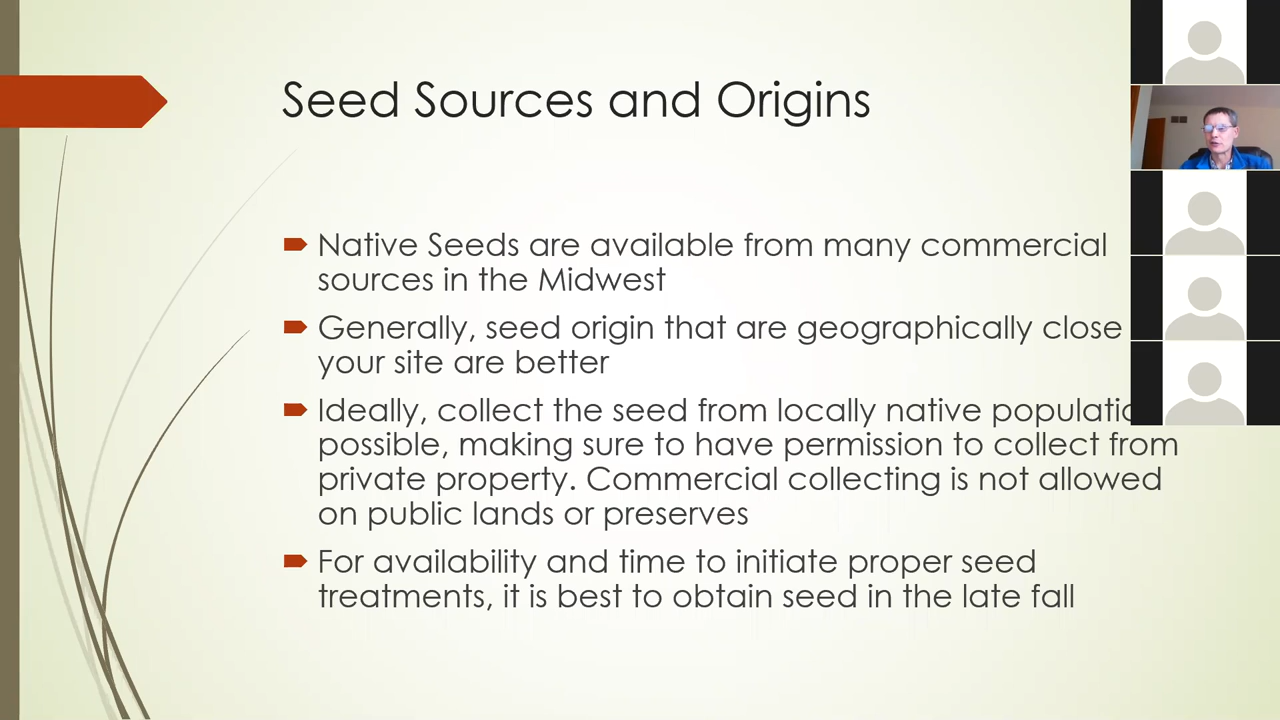 Seed Sources and Origins
Native Seeds are available from many commercial
sources in the Midwest
Generally, seed origin that are geographically close
your site are better
Ideally, collect the seed from locally native
possible, making sure to have permission to collect from
private property. Commercial collecting is not allowed
on public lands or preserves
For availability and time to initiate proper seed
treatments, it is best to obtain seed in the late fall